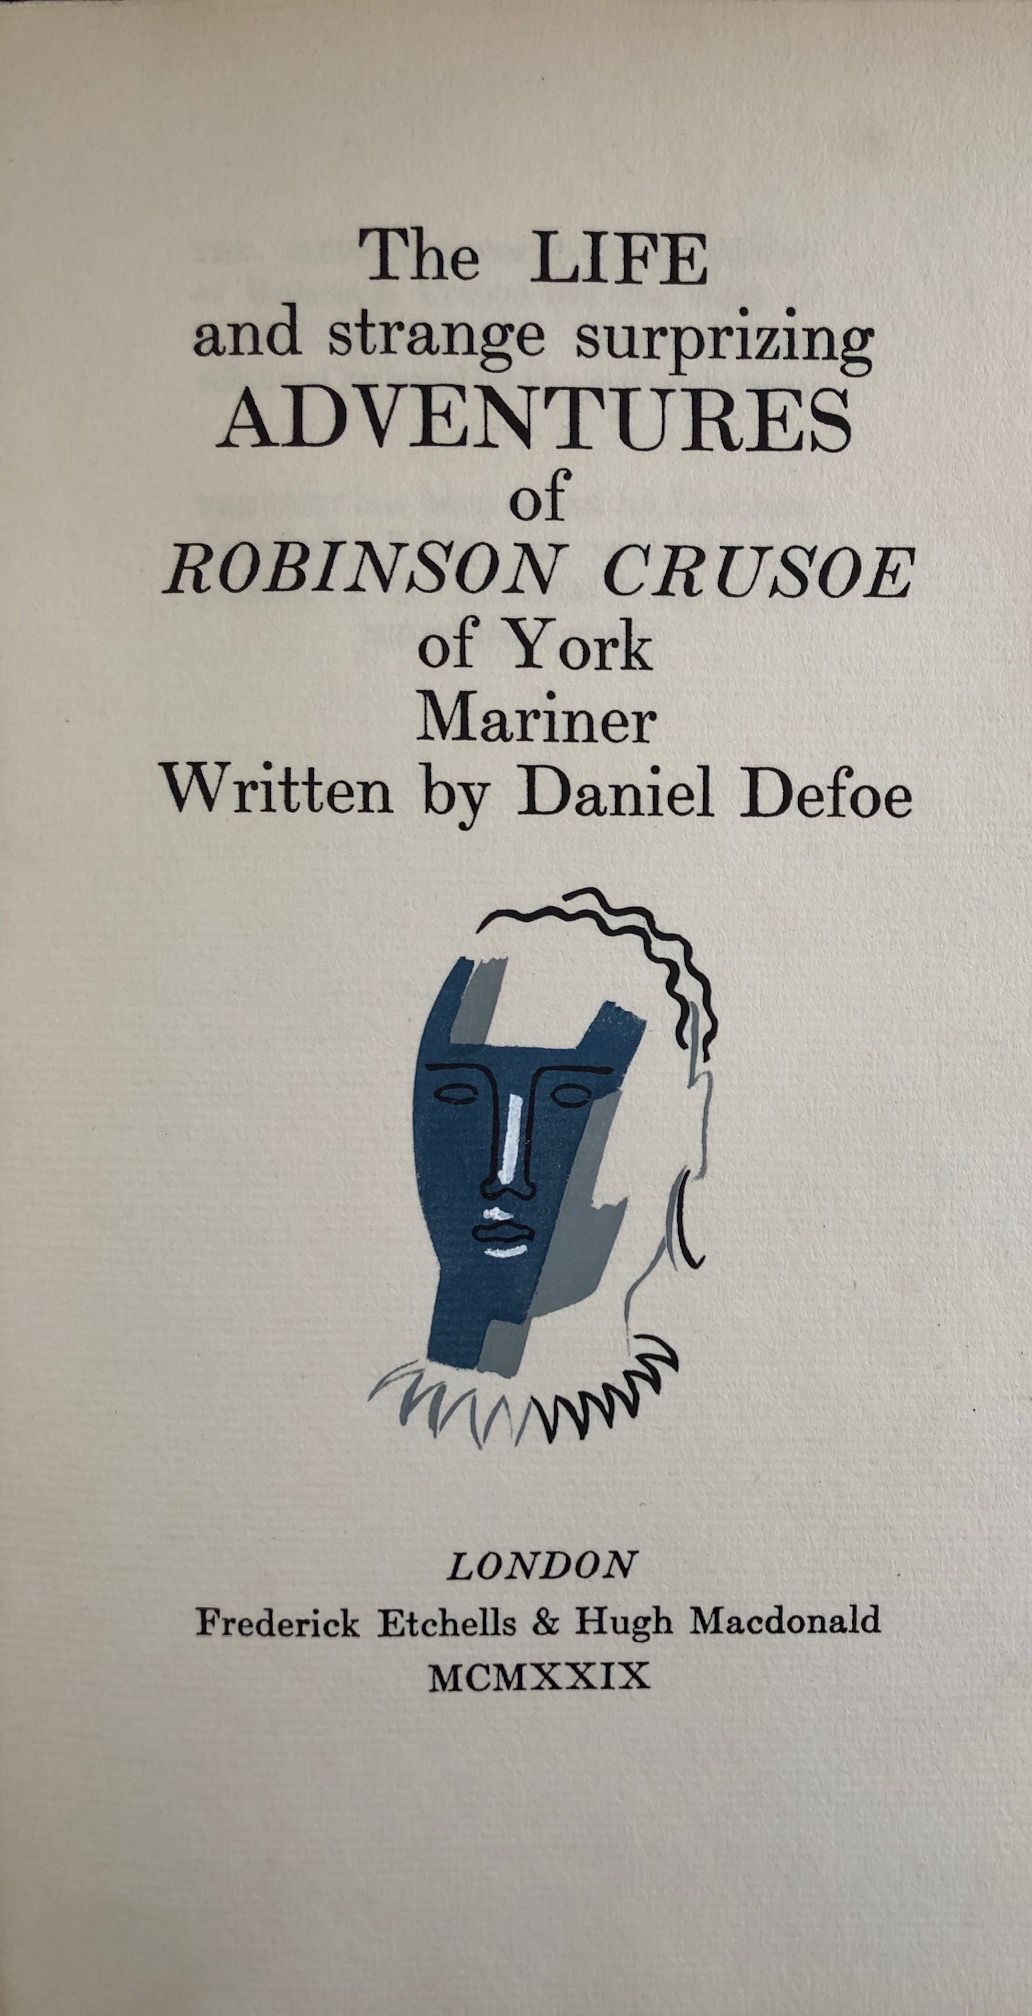 The LIFE
and strange surprizing
ADVENTURES
of
ROBINSON CRUSOE
of York
Mariner
Written by Daniel Defoe
LONDON
Frederick Etchells & Hugh Macdonald
MCMXXIX